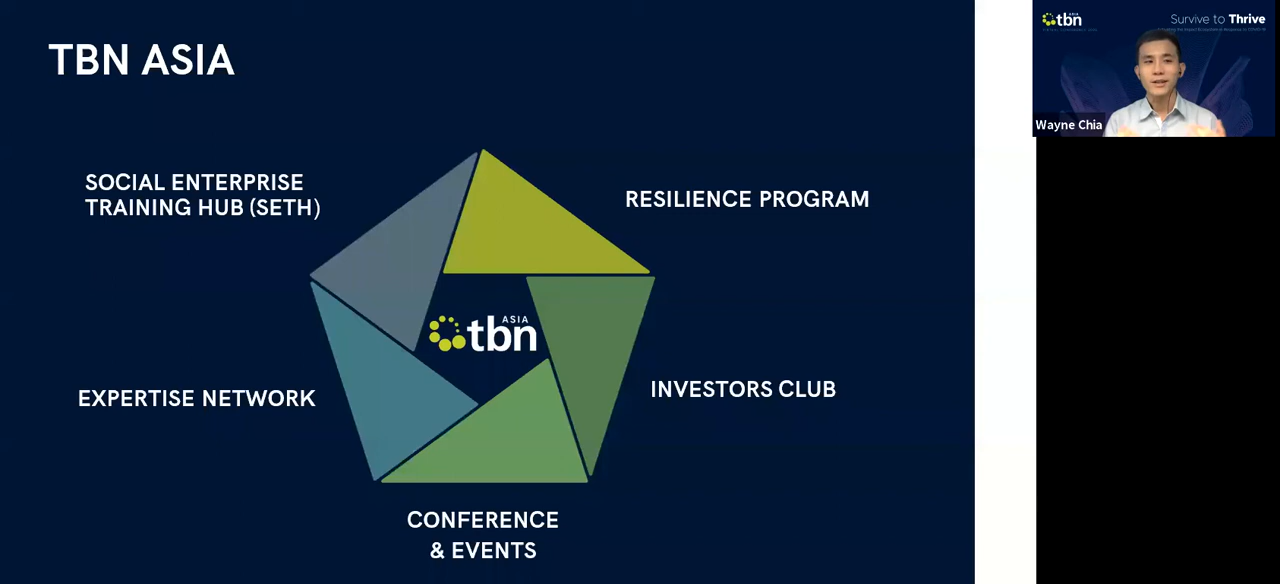 TBN ASIA
SOCIAL ENTERPRISE
TRAINING HUB (SETH)
RESILIENCE PROGRAM
ASIA
tbn
EXPERTISE NETWORK
INVESTORS CLUB
CONFERENCE
& EVENTS
ASIA
tbn
Survive to Thrive
Wayne Chia